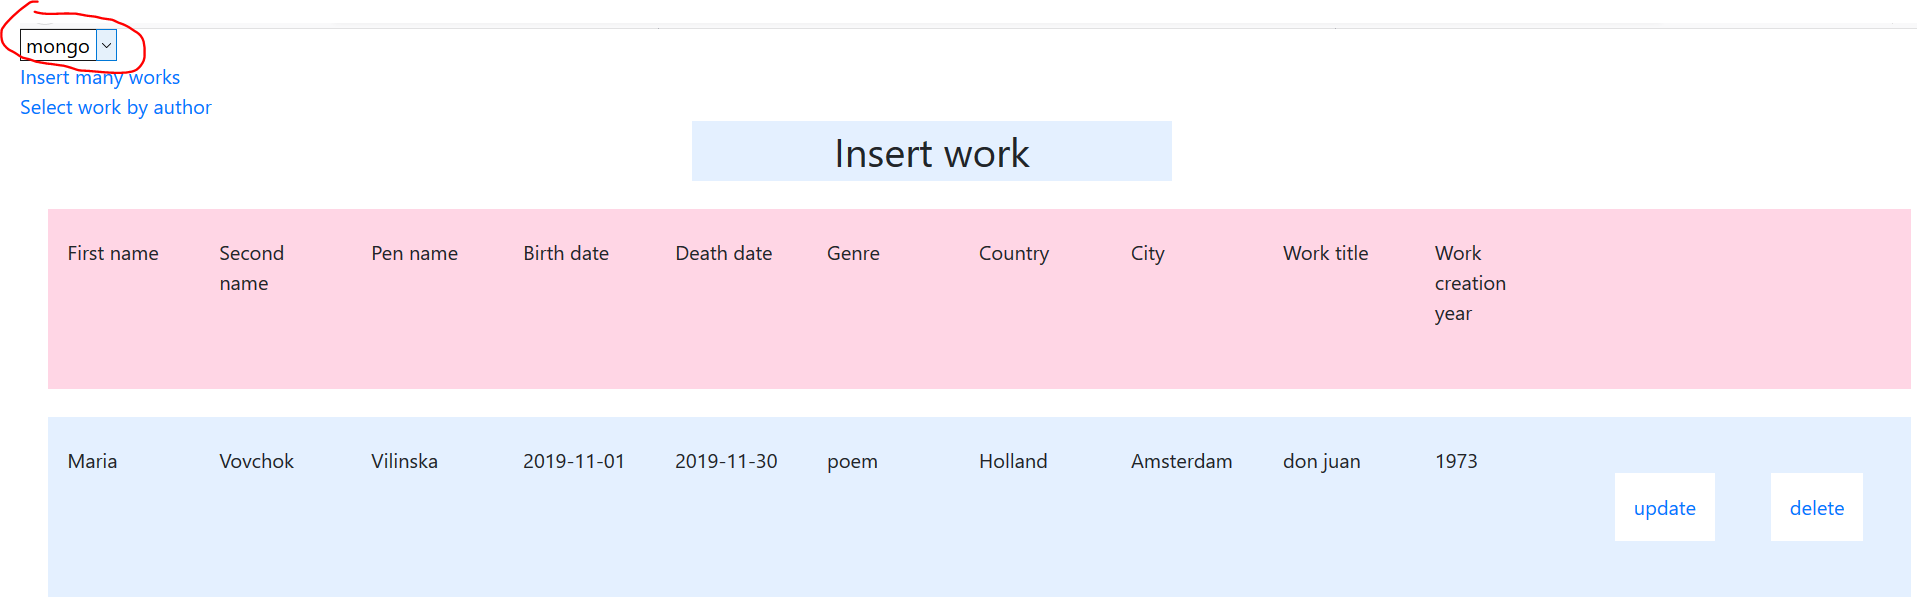 mongo
Insert many works
Select work by author
Insert work
First name Second name Pen name Birth date Death date Genre Country City Work title Work creation year
Maria Vovchok Vilinska 2019-11-01 2019-11-30 poem Holland Amsterdam don juan 1973
update delete